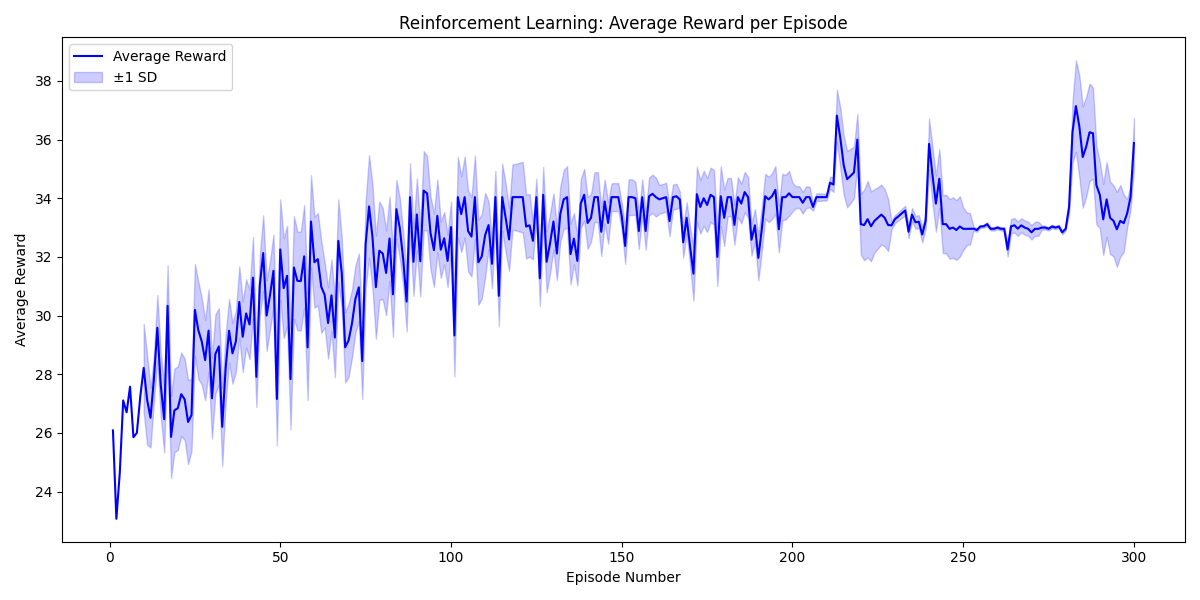 Reinforcement Learning: Average Reward per Episode
Average Reward
±1 SD
Average Reward
38
36
34
32
30
28
26
24
0 50 100 150 200 250 300
Episode Number